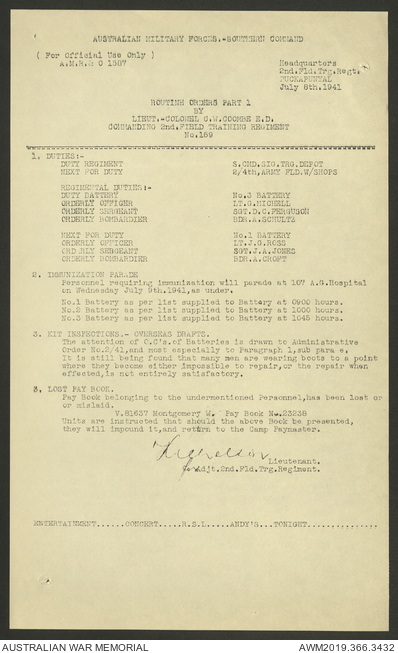 AUSTRALIAN MILITARY FORCES.-SOUTHERN COMMAND
( For Official Use Only )
A.M.R.& O 1587
Headquarters
2nd.Fld.Trg.Regt.
PUCKAPUNYAL
July 8th.1941
ROUTINE ORDERS PART 1
BY
LIEUT.-COLONEL C.W.COOMBE E.D.
COMMANDING 2nd.FIELD TRAINING REGIMENT
No.159
1. DUTIES:-
DUTY REGIMENT S.CMD.SIG.TRG.DEPOT
NEXT FOR DUTY 2/4th.ARMY FLD.W/SHOPS
REGIMENTAL DUTIES:-
DUTY BATTERY No.3 BATTERY
ORDERLY OFFICER LT.G.MICHELL
ORDERLY SERGEANT SGT.D.C.FERGUSON
ORDERLY BOMBARDIER BDR.A.SCHULTZ
NEXT FOR DUTY No.1 BATTERY
ORDERLY OFFICER LT.J.G.ROSS
ORDERLY SERGEANT SGT.J.A.JONES
ORDERLY BOMBARDIER BDR.A.CROFT
2. IMMUNIZATION PARADE
Personnel requiring immunization will parade at 107 A.G.Hospital
on Wednesday July 9th.1941,as under.
No.1 Battery as per list supplied to Battery at 0900 hours.
No.2 Battery as per list supplied to Battery at 1000 hours.
No.3 Battery as per list supplied to Battery at 1045 hours.
3. KIT INSPECTIONS.- OVERSEAS DRAFTS.
The attention of O.C's.of Batteries is drawn to Administrative
Order No.2/41,and most especially to Paragraph 1,sub para e,
It is still being found that many men are wearing boots to a point
where they become either impossible to repair,or the repair when
effected,is not entirely satisfactory.
3. LOST PAY BOOK.
Pay Book belonging to the undermentioned Personnel,has been lost or
or mislaid.
V.81637 Montgomery W. Pay Book No.23238
Units are instructed that should the above Book be presented,
they will impound it,and return to the Camp Paymaster.
Lieutenant.
for Adjt.2nd.Fld.Trg.Regiment.
ENTERTAINMENT......CONCERT.....R.S.L.....ANDY'S...TONIGHT..............
AUSTRALIAN WAR MEMORIAL AWM2019.366.3432